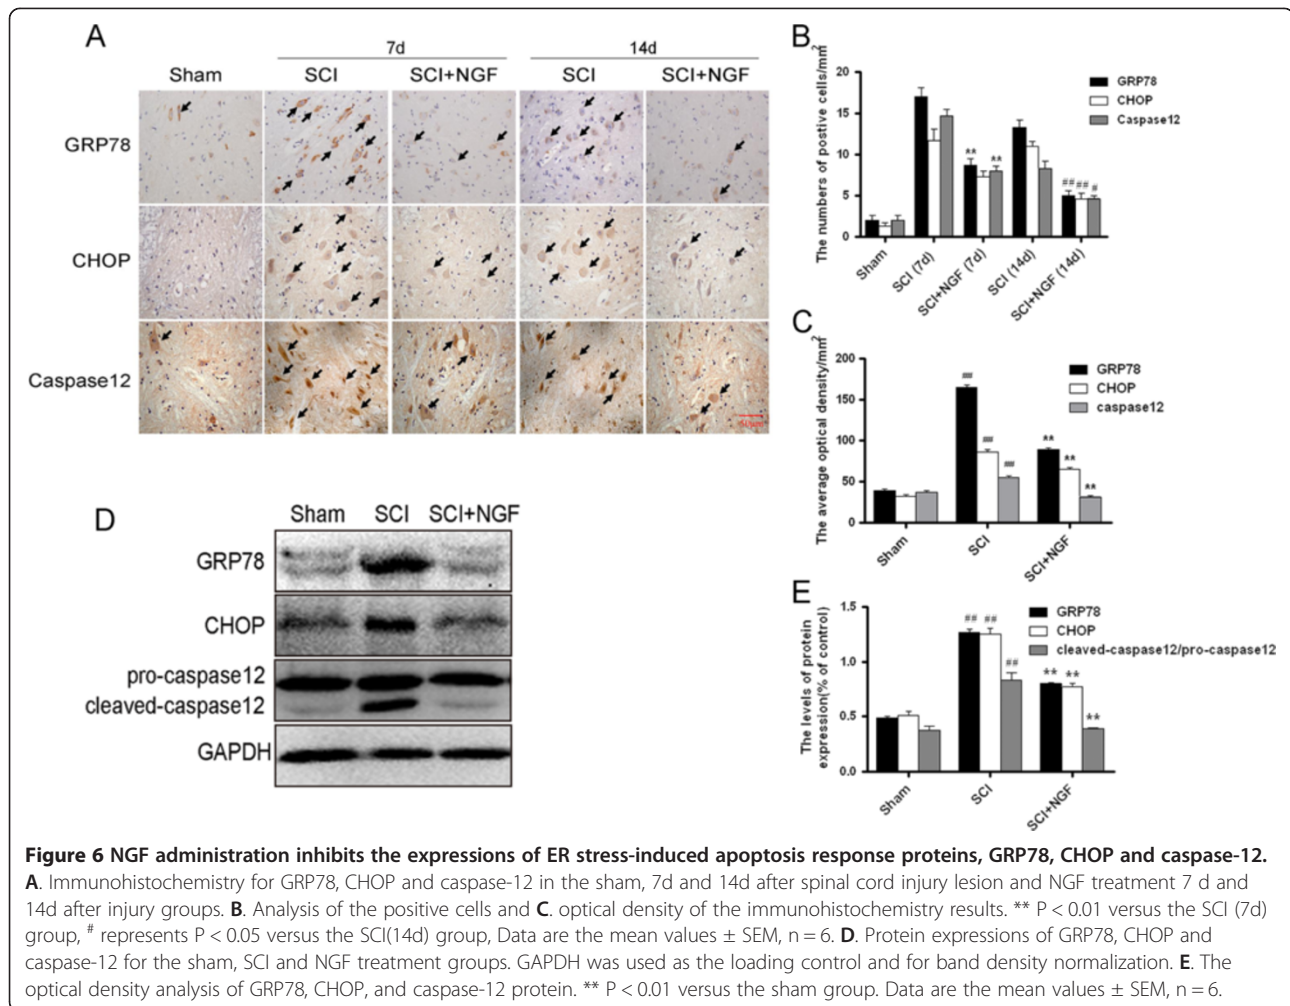 A
7d
14d
Sham
SCI
SCI+NGF
SCI
SCI+NGF
GRP78
CHOP
Caspase12
50μm
B
The numbers of postive cells/mm²
20
15
10
5
0
GRP78
CHOP
Caspase12
** **
## ## #
Sham
SCI (7d)
SCI+NGF (7d)
SCI (14d)
SCI+NGF (14d)
C
The average optical density/mm²
200
150
100
50
0
GRP78
CHOP
caspase12
## ## ##
** ** **
Sham
SCI
SCI+NGF
D
Sham SCI SCI+NGF
GRP78
CHOP
pro-caspase12
cleaved-caspase12
GAPDH
E
The levels of protein
expression(% of control)
1.5
1.0
0.5
0.0
GRP78
CHOP
cleaved-caspase12/pro-caspase12
## ## ##
** ** **
Sham
SCI
SCI+NGF
Figure 6 NGF administration inhibits the expressions of ER stress-induced apoptosis response proteins, GRP78, CHOP and caspase-12.
A. Immunohistochemistry for GRP78, CHOP and caspase-12 in the sham, 7d and 14d after spinal cord injury lesion and NGF treatment 7 d and
14d after injury groups. B. Analysis of the positive cells and C. optical density of the immunohistochemistry results. ** P < 0.01 versus the SCI (7d)
group, # represents P < 0.05 versus the SCI(14d) group, Data are the mean values ± SEM, n = 6. D. Protein expressions of GRP78, CHOP and
caspase-12 for the sham, SCI and NGF treatment groups. GAPDH was used as the loading control and for band density normalization. E. The
optical density analysis of GRP78, CHOP, and caspase-12 protein. ** P < 0.01 versus the sham group. Data are the mean values ± SEM, n = 6.